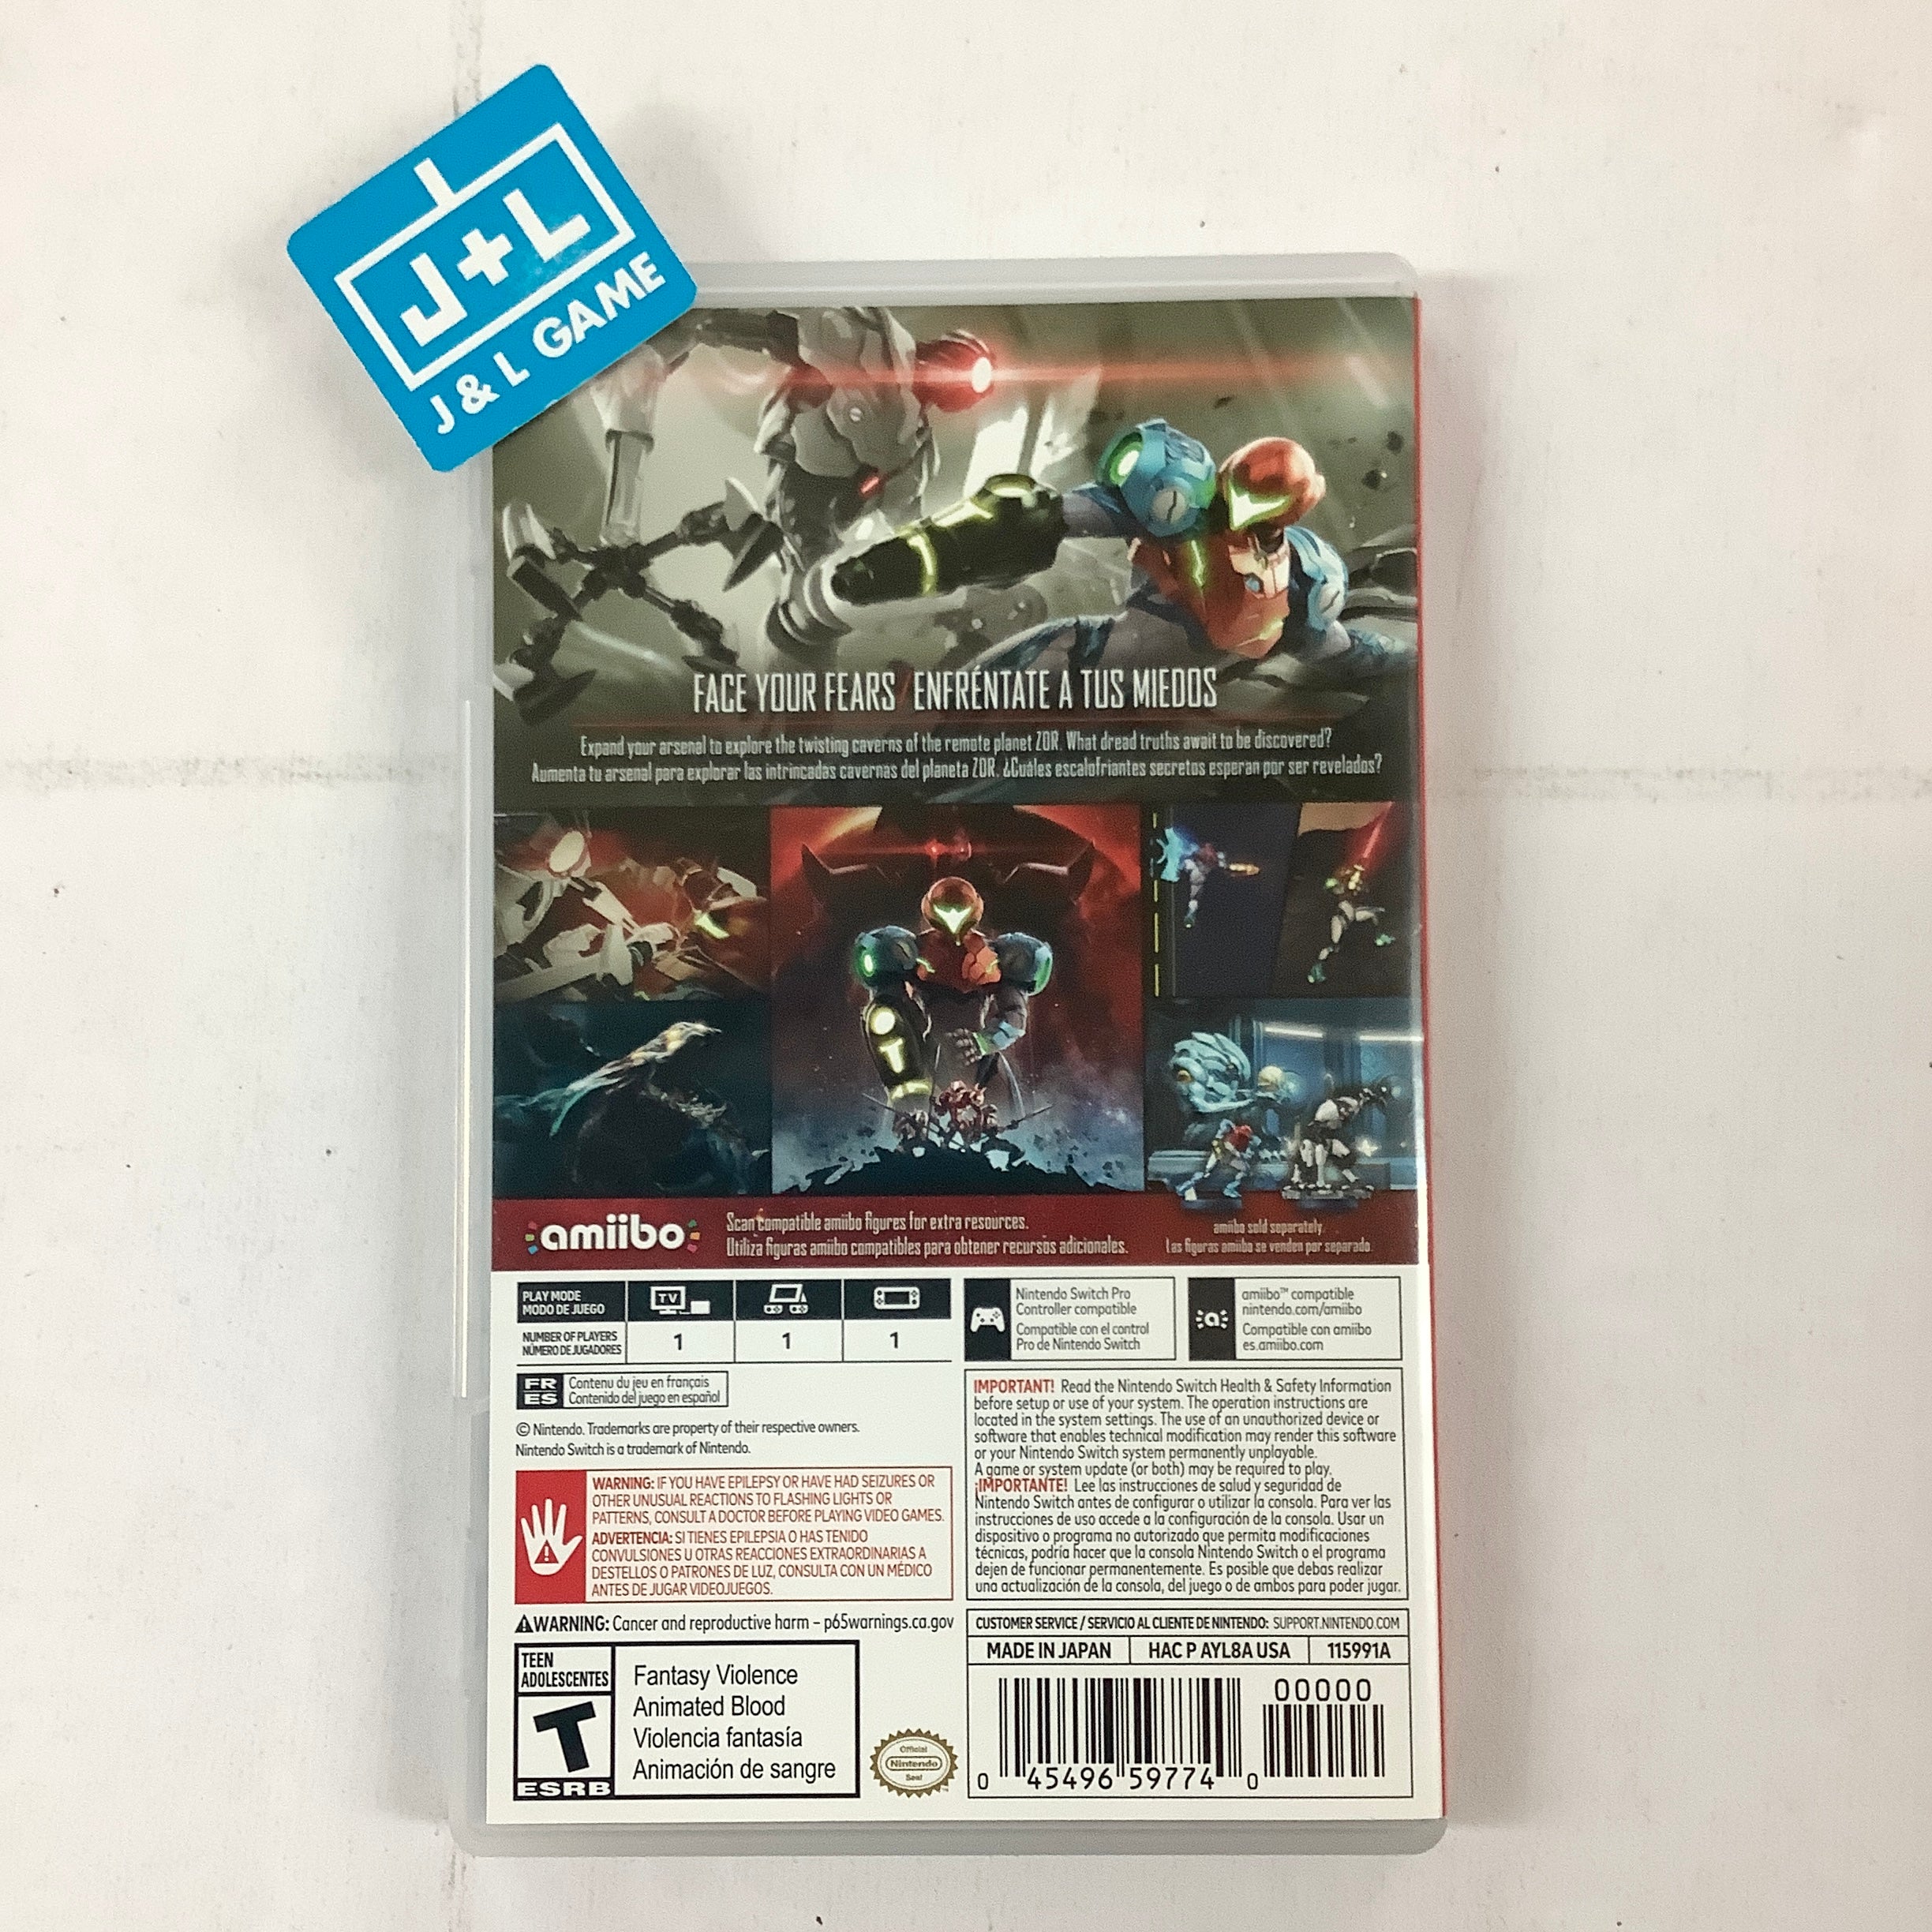 J+L
J & L GAME
FACE YOUR FEARS / ENFRÉNTATE A TUS MIEDOS
Expand your arsenal to explore the twisting caverns of the remote planet ZDR. What dread truths await to be discovered?
Aumenta tu arsenal para explorar las intrincadas cavernas del planeta ZDR. ¿Cuáles escalofriantes secretos esperan por ser revelados?
amiibo
Scan compatible amiibo figures for extra resources.
Utiliza figuras amiibo compatibles para obtener recursos adicionales.
amiibo sold separately.
Las figuras amiibo se venden por separado.
PLAY MODE
MODO DE JUEGO
TV
NUMBER OF PLAYERS
NÚMERO DE JUGADORES
1 1 1
Nintendo Switch Pro
Controller compatible
Compatible con el control
Pro de Nintendo Switch
amiibo™ compatible
nintendo.com/amiibo
Compatible con amiibo
es.amiibo.com
FR Contenu du jeu en français
ES Contenido del juego en español
© Nintendo. Trademarks are property of their respective owners.
Nintendo Switch is a trademark of Nintendo.
WARNING: IF YOU HAVE EPILEPSY OR HAVE HAD SEIZURES OR
OTHER UNUSUAL REACTIONS TO FLASHING LIGHTS OR
PATTERNS, CONSULT A DOCTOR BEFORE PLAYING VIDEO GAMES.
ADVERTENCIA: SI TIENES EPILEPSIA O HAS TENIDO
CONVULSIONES U OTRAS REACCIONES EXTRAORDINARIAS A
DESTELLOS O PATRONES DE LUZ, CONSULTA CON UN MÉDICO
ANTES DE JUGAR VIDEOJUEGOS.
IMPORTANT! Read the Nintendo Switch Health & Safety Information
before setup or use of your system. The operation instructions are
located in the system settings. The use of an unauthorized device or
software that enables technical modification may render this software
or your Nintendo Switch system permanently unplayable.
A game or system update (or both) may be required to play.
¡IMPORTANTE! Lee las instrucciones de salud y seguridad de
Nintendo Switch antes de configurar o utilizar la consola. Para ver las
instrucciones de uso accede a la configuración de la consola. Usar un
dispositivo o programa no autorizado que permita modificaciones
técnicas, podría hacer que la consola Nintendo Switch o el programa
dejen de funcionar permanentemente. Es posible que debas realizar
una actualización de la consola, del juego o de ambos para poder jugar.
WARNING: Cancer and reproductive harm – p65warnings.ca.gov
CUSTOMER SERVICE / SERVICIO AL CLIENTE DE NINTENDO: SUPPORT.NINTENDO.COM
MADE IN JAPAN HAC P AYL8A USA 115991A
TEEN
ADOLESCENTES
T
ESRB
Fantasy Violence
Animated Blood
Violencia fantasía
Animación de sangre
Official
Nintendo
Seal
00000
0 45496 59774 0